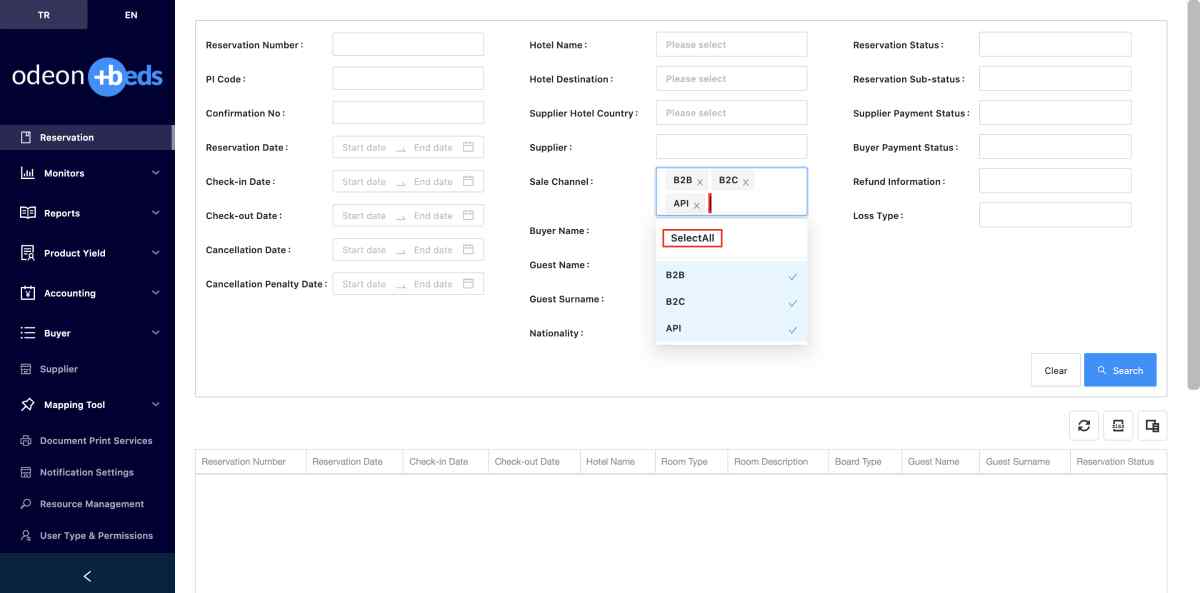 TR
EN
odeon +beds
Reservation
Monitors
Reports
Product Yield
Accounting
Buyer
Supplier
Mapping Tool
Document Print Services
Notification Settings
Resource Management
User Type & Permissions
Reservation Number :
PI Code :
Confirmation No :
Reservation Date : Start date End date
Check-in Date : Start date End date
Check-out Date : Start date End date
Cancellation Date : Start date End date
Cancellation Penalty Date : Start date End date
Hotel Name : Please select
Hotel Destination : Please select
Supplier Hotel Country : Please select
Supplier :
Sale Channel : B2B B2C
API
SelectAll
B2B
B2C
API
Buyer Name :
Guest Name :
Guest Surname :
Nationality :
Reservation Status :
Reservation Sub-status :
Supplier Payment Status :
Buyer Payment Status :
Refund Information :
Loss Type :
Clear
Search
Reservation Number Reservation Date Check-in Date Check-out Date Hotel Name Room Type Room Description Board Type Guest Name Guest Surname Reservation Status